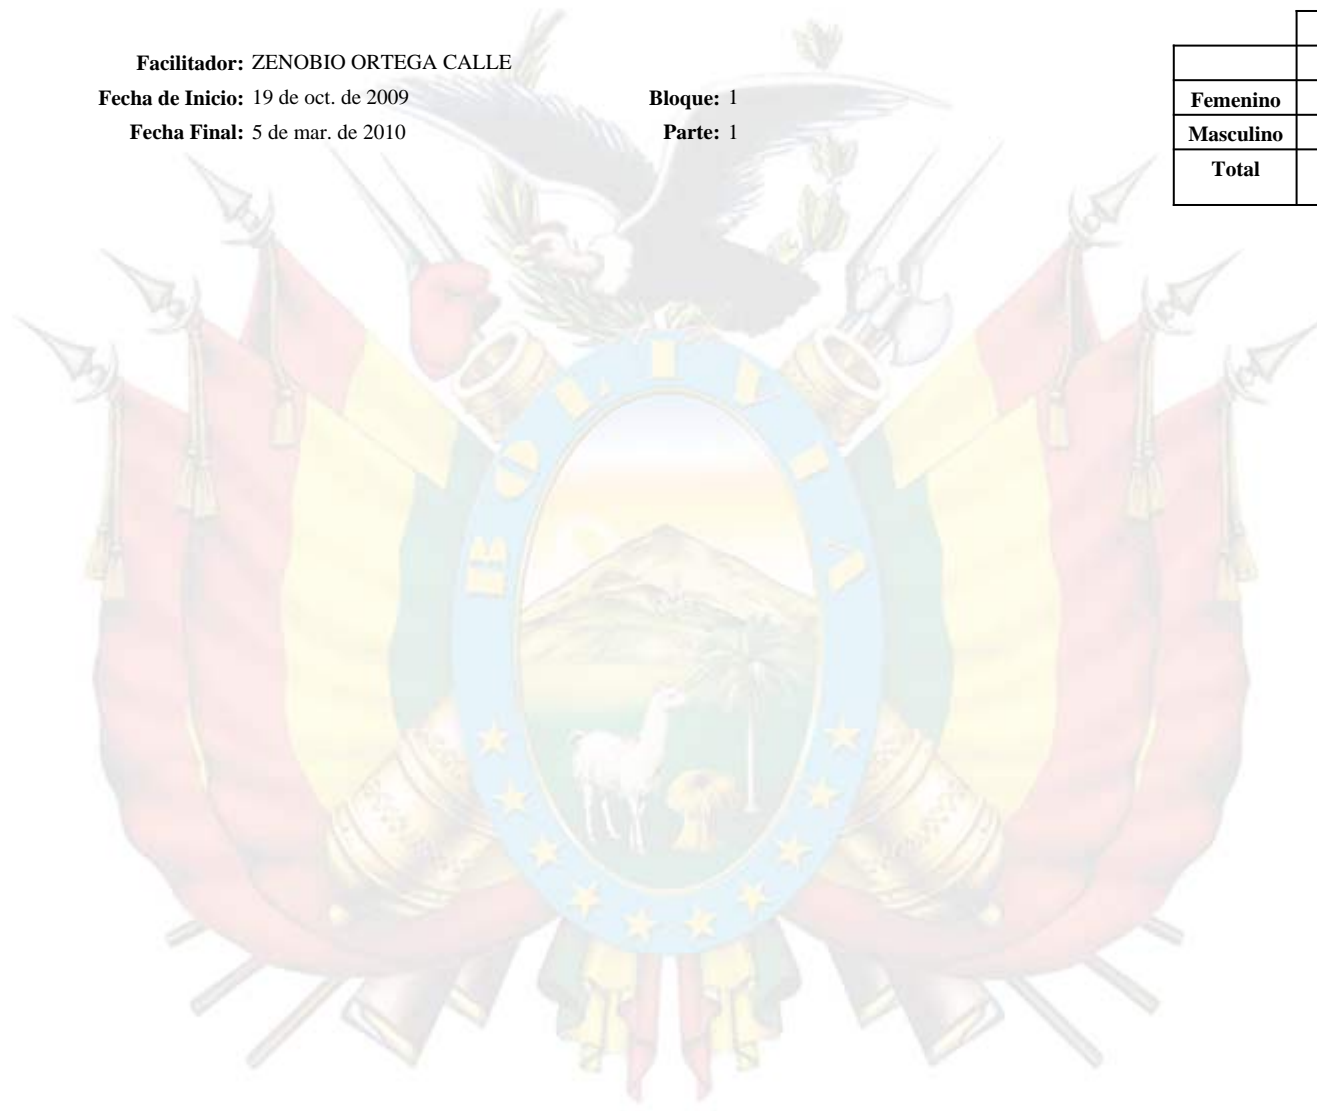 Facilitador: ZENOBIO ORTEGA CALLE
Fecha de Inicio: 19 de oct. de 2009 Bloque: 1
Fecha Final: 5 de mar. de 2010 Parte: 1
Femenino
Masculino
Total
BOLIVIA